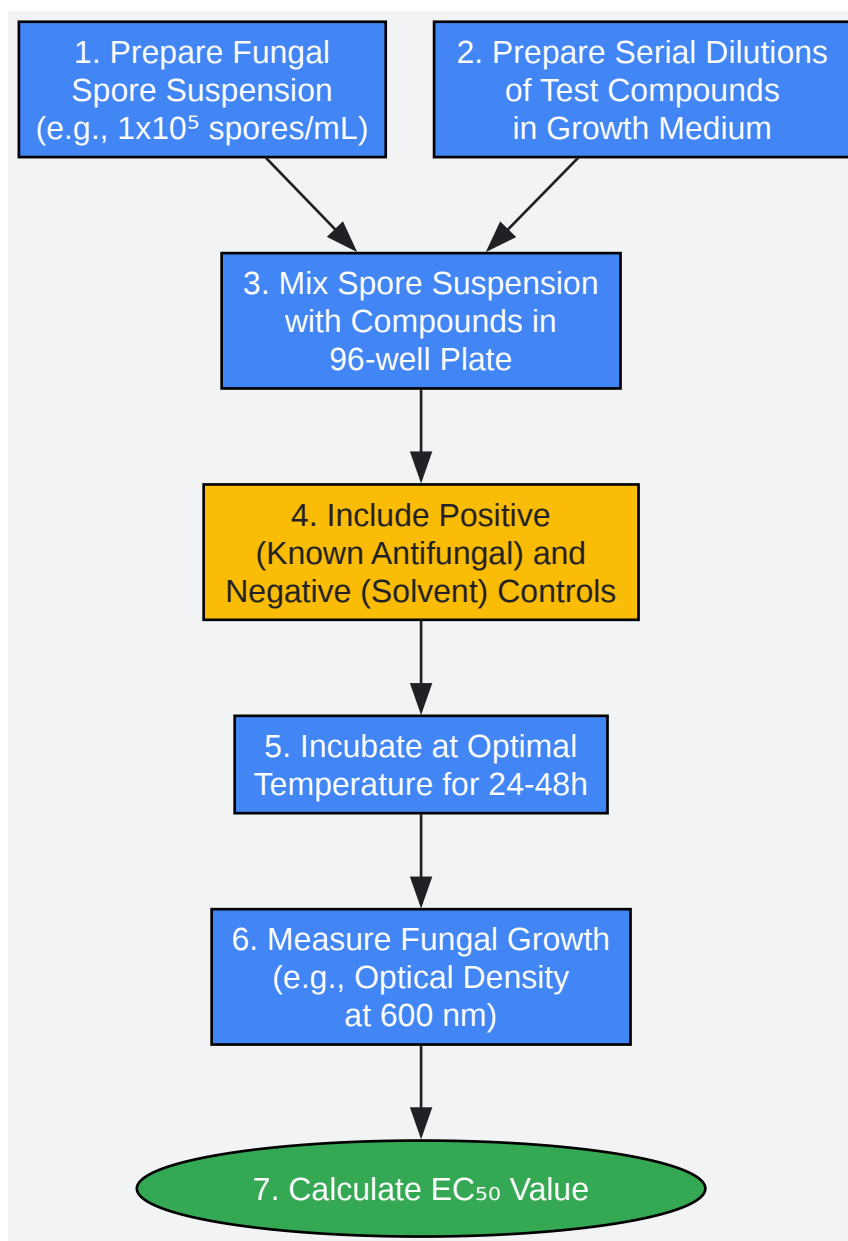 1. Prepare Fungal
Spore Suspension
(e.g., 1x10⁵ spores/mL)
2. Prepare Serial Dilutions
of Test Compounds
in Growth Medium
3. Mix Spore Suspension
with Compounds in
96-well Plate
4. Include Positive
(Known Antifungal) and
Negative (Solvent) Controls
5. Incubate at Optimal
Temperature for 24-48h
6. Measure Fungal Growth
(e.g., Optical Density
at 600 nm)
7. Calculate EC₅₀ Value